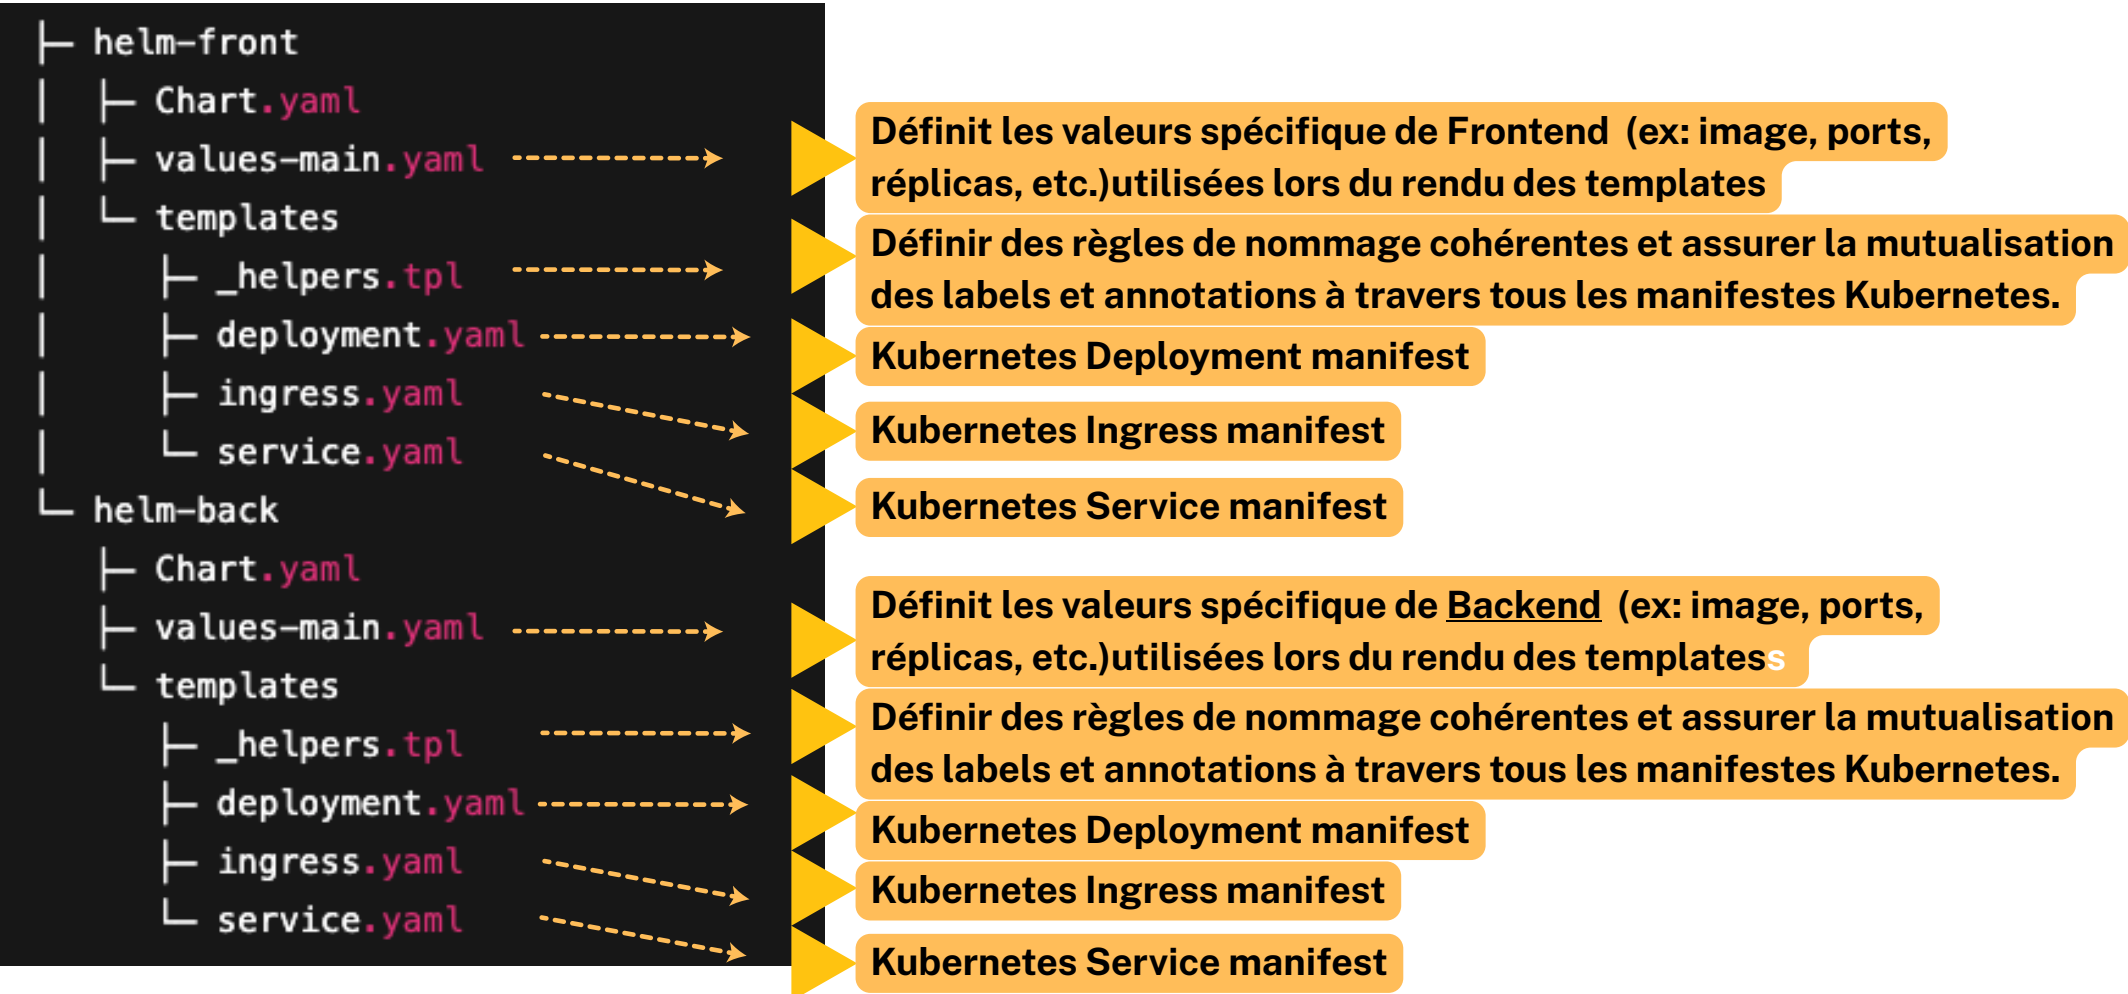 ├─ helm-front
│  ├─ Chart.yaml
│  ├─ values-main.yaml
│  └─ templates
│     ├─ _helpers.tpl
│     ├─ deployment.yaml
│     ├─ ingress.yaml
│     └─ service.yaml
└─ helm-back
   ├─ Chart.yaml
   ├─ values-main.yaml
   └─ templates
      ├─ _helpers.tpl
      ├─ deployment.yaml
      ├─ ingress.yaml
      └─ service.yaml
Définit les valeurs spécifique de Frontend  (ex: image, ports,
réplicas, etc.)utilisées lors du rendu des templates
Définir des règles de nommage cohérentes et assurer la mutualisation
des labels et annotations à travers tous les manifestes Kubernetes.
Kubernetes Deployment manifest
Kubernetes Ingress manifest
Kubernetes Service manifest
Définit les valeurs spécifique de Backend  (ex: image, ports,
réplicas, etc.)utilisées lors du rendu des templatess
Définir des règles de nommage cohérentes et assurer la mutualisation
des labels et annotations à travers tous les manifestes Kubernetes.
Kubernetes Deployment manifest
Kubernetes Ingress manifest
Kubernetes Service manifest